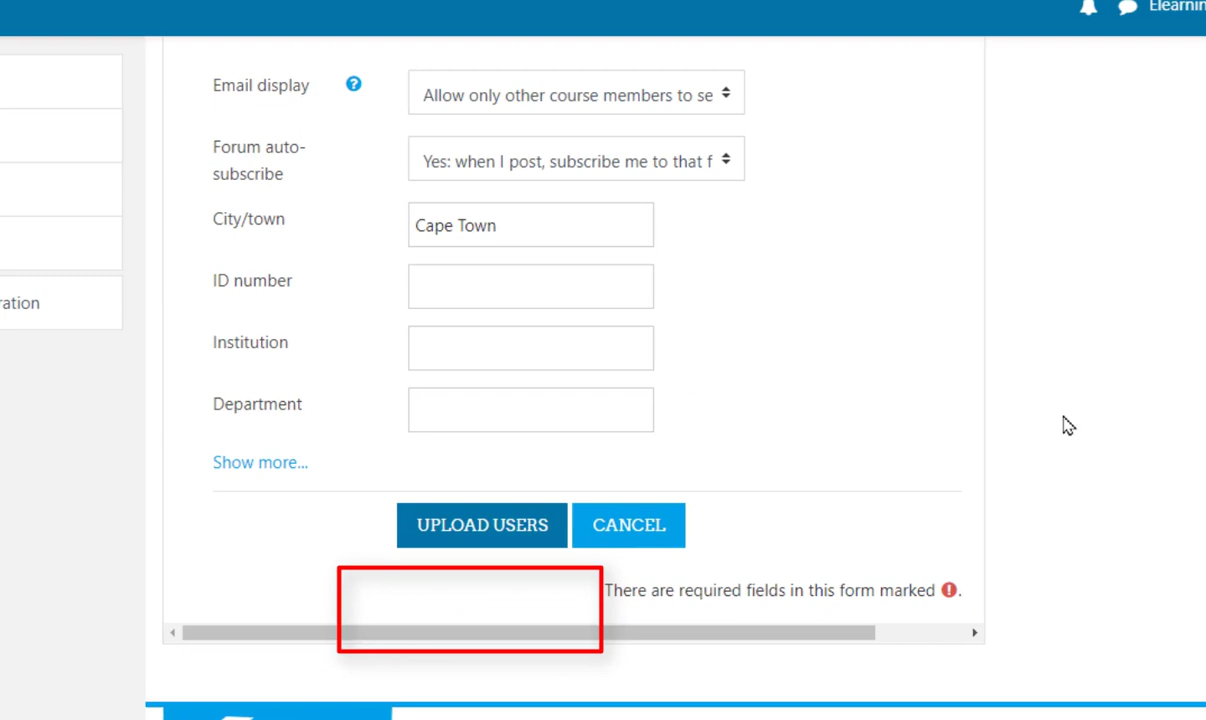 Elearnin
Email display
Allow only other course members to se
Forum auto-
subscribe
Yes: when I post, subscribe me to that f
City/town
Cape Town
ID number
ration
Institution
Department
Show more...
UPLOAD USERS
CANCEL
There are required fields in this form marked .